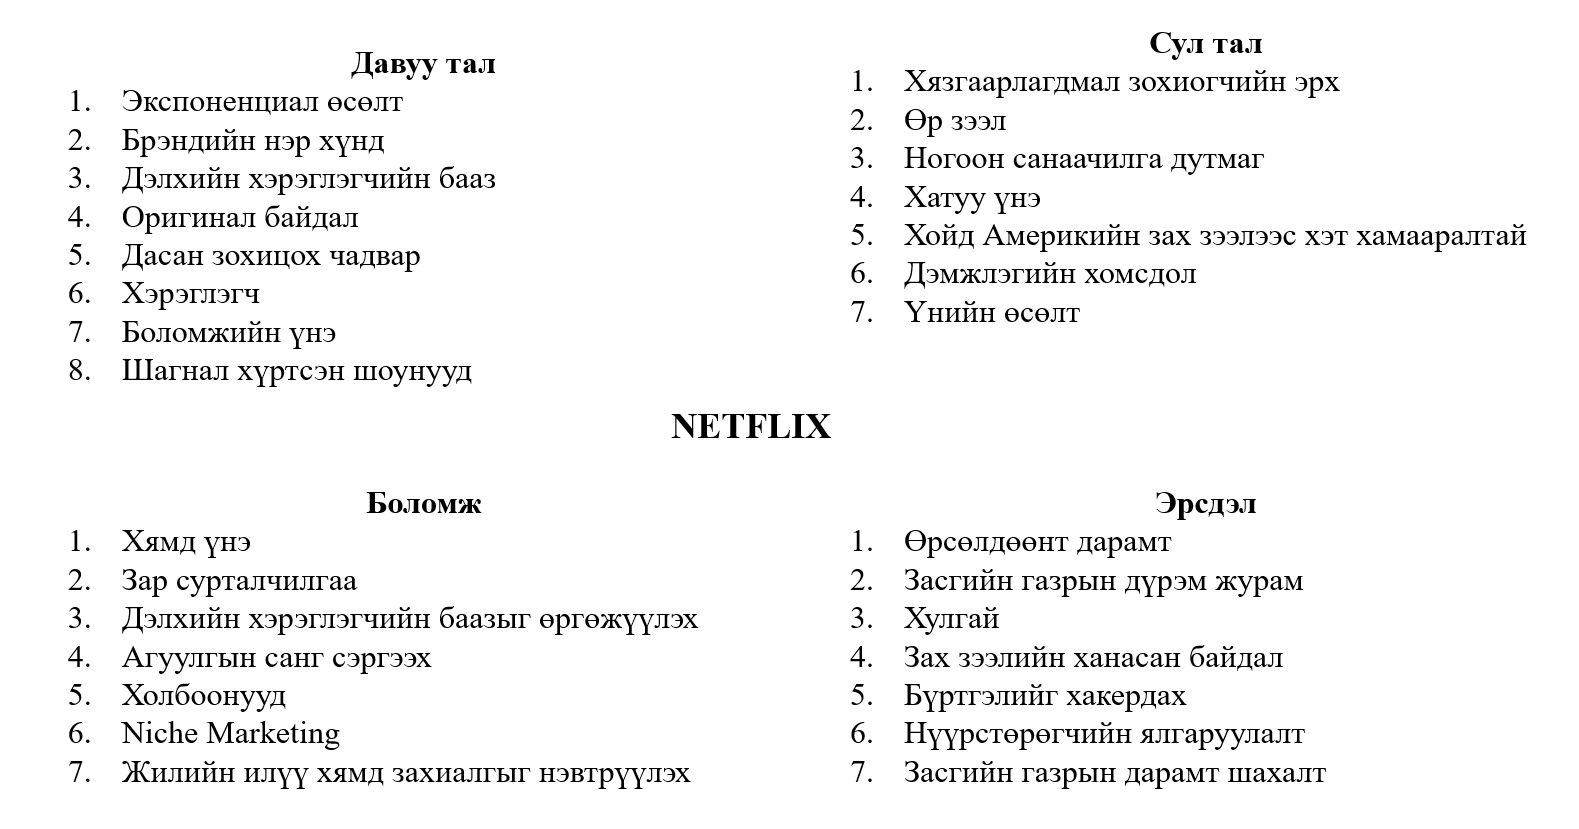 Давуу тал
1. Экспоненциал өсөлт
2. Брэндийн нэр хүнд
3. Дэлхийн хэрэглэгчийн бааз
4. Оригинал байдал
5. Дасан зохицох чадвар
6. Хэрэглэгч
7. Боломжийн үнэ
8. Шагнал хүртсэн шоунууд
Сул тал
1. Хязгаарлагдмал зохиогчийн эрх
2. Өр зээл
3. Ногоон санаачилга дутмаг
4. Хатуу үнэ
5. Хойд Америкийн зах зээлээс хэт хамааралтай
6. Дэмжлэгийн хомсдол
7. Үнийн өсөлт
NETFLIX
Боломж
1. Хямд үнэ
2. Зар сурталчилгаа
3. Дэлхийн хэрэглэгчийн баазыг өргөжүүлэх
4. Агуулгын санг сэргээх
5. Холбоонууд
6. Niche Marketing
7. Жилийн илүү хямд захиалгыг нэвтрүүлэх
Эрсдэл
1. Өрсөлдөөнт дарамт
2. Засгийн газрын дүрэм журам
3. Хулгай
4. Зах зээлийн ханасан байдал
5. Бүртгэлийг хакердах
6. Нүүрстөрөгчийн ялгаруулалт
7. Засгийн газрын дарамт шахалт